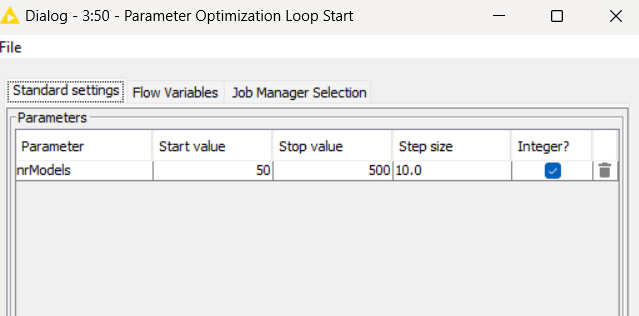 Dialog - 3:50 - Parameter Optimization Loop Start
File
Standard settings Flow Variables Job Manager Selection
Parameters
Parameter Start value Stop value Step size Integer?
nrModels 50 500 10.0